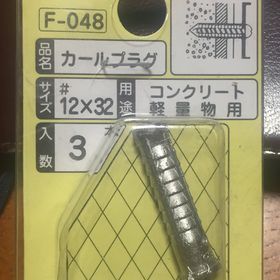 F-048
品名 カールプラグ
サイズ #12×32 用途 コンクリート軽量物用
入数 3本